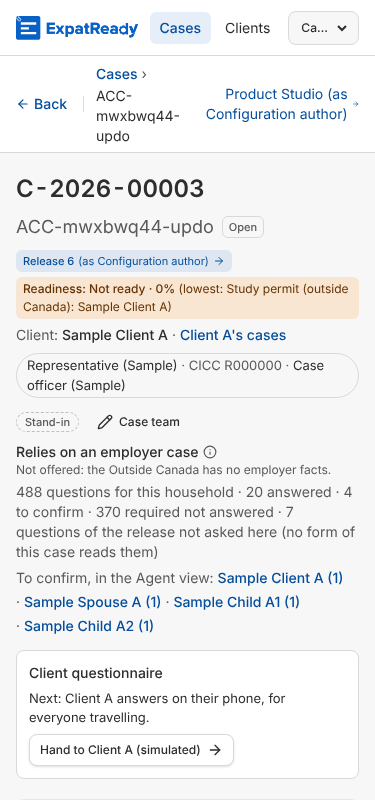 ExpatReady
Cases
Clients
Ca...
Back
Cases ›
ACC-
mwxbwq44-
updo
Product Studio (as
Configuration author)
C-2026-00003
ACC-mwxbwq44-updo Open
Release 6 (as Configuration author) →
Readiness: Not ready · 0% (lowest: Study permit (outside
Canada): Sample Client A)
Client: Sample Client A · Client A's cases
Representative (Sample) · CICC R000000 · Case
officer (Sample)
Stand-in Case team
Relies on an employer case
Not offered: the Outside Canada has no employer facts.
488 questions for this household · 20 answered · 4
to confirm · 370 required not answered · 7
questions of the release not asked here (no form of
this case reads them)
To confirm, in the Agent view: Sample Client A (1)
· Sample Spouse A (1) · Sample Child A1 (1)
· Sample Child A2 (1)
Client questionnaire
Next: Client A answers on their phone, for
everyone travelling.
Hand to Client A (simulated) →